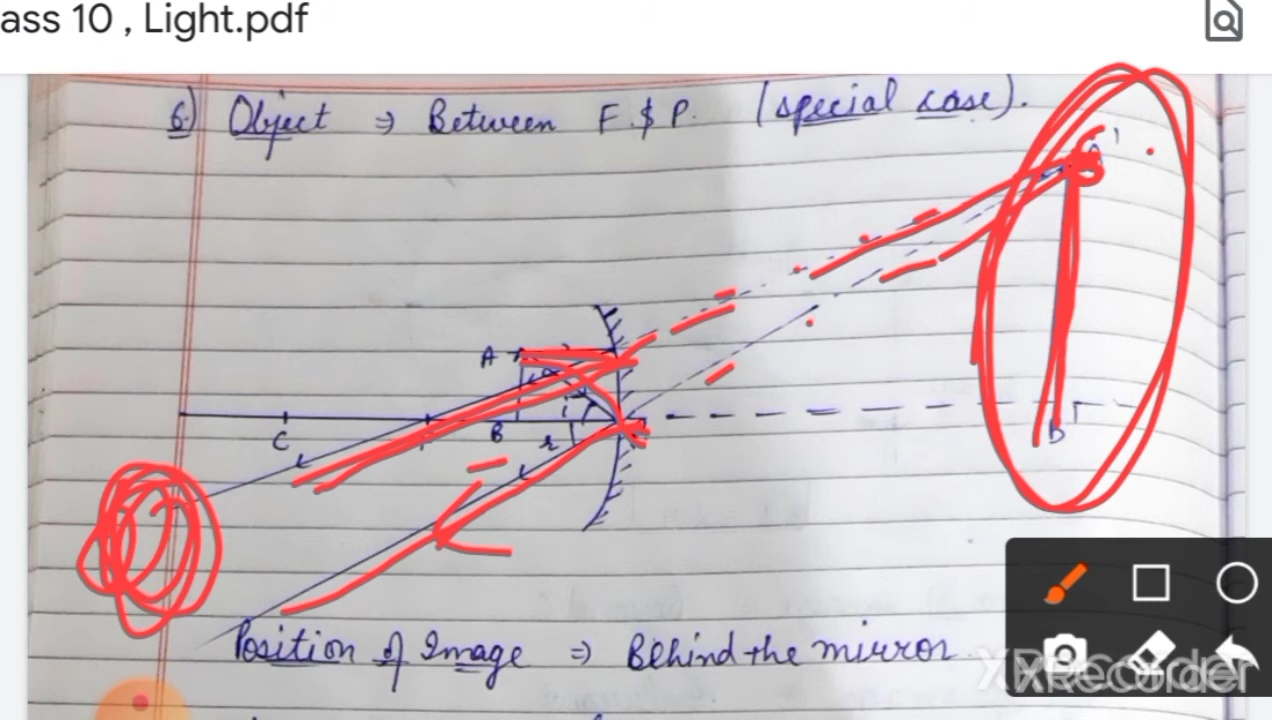 ass 10 , Light.pdf
6.) Object ⇒ Between F & P. (special case).
A'
A
C
B
i
r
B'
Position of Image ⇒ Behind the mirror
XRecorder